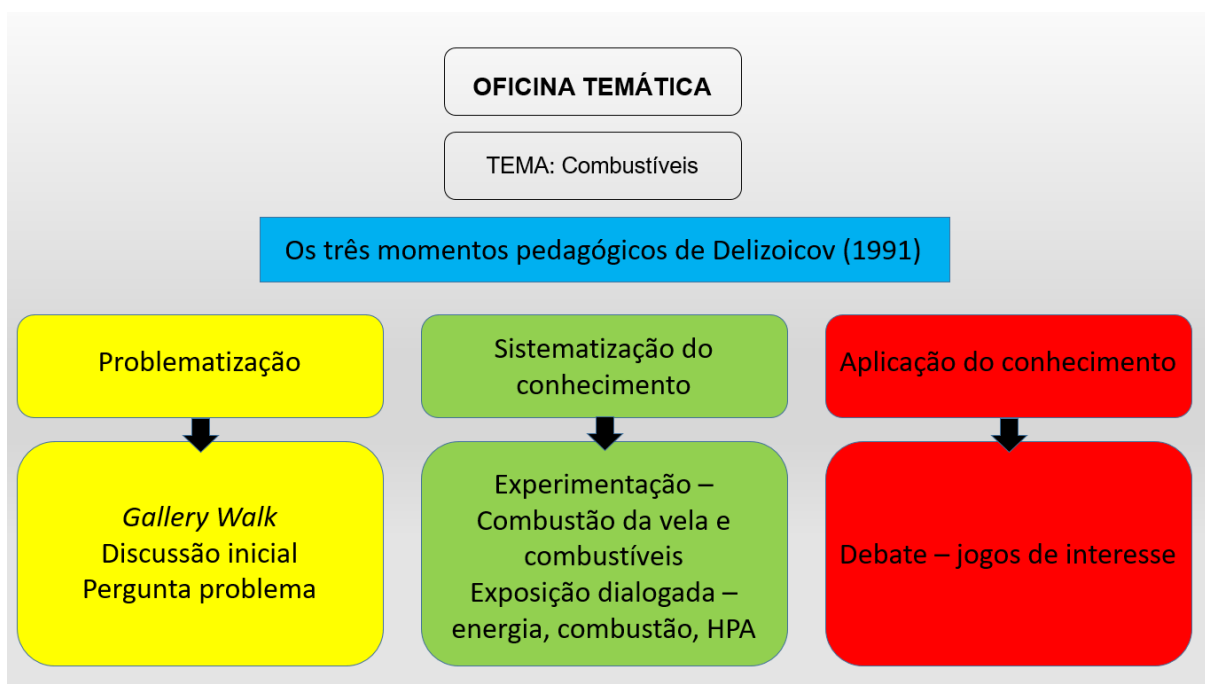 OFICINA TEMÁTICA
TEMA: Combustíveis
Os três momentos pedagógicos de Delizoicov (1991)
Problematização
Sistematização do
conhecimento
Aplicação do conhecimento
Gallery Walk
Discussão inicial
Pergunta problema
Experimentação –
Combustão da vela e
combustíveis
Exposição dialogada –
energia, combustão, HPA
Debate – jogos de interesse